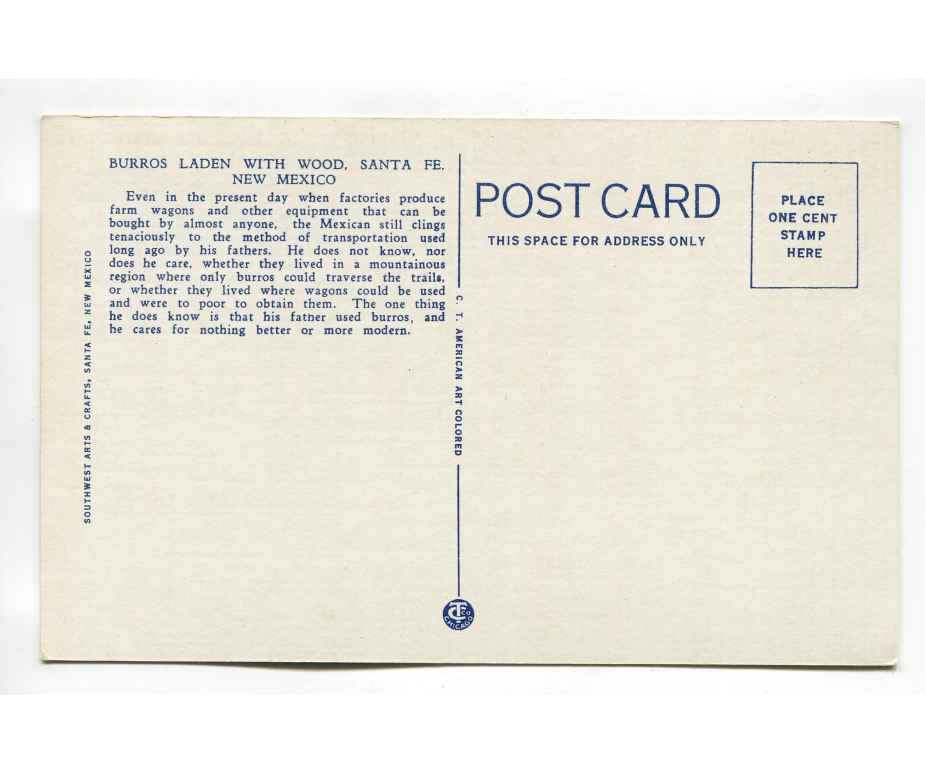 BURROS LADEN WITH WOOD, SANTA FE,
NEW MEXICO
Even in the present day when factories produce
farm wagons and other equipment that can be
bought by almost anyone, the Mexican still clings
tenaciously to the method of transportation used
long ago by his fathers. He does not know, nor
does he care, whether they lived in a mountainous
region where only burros could traverse the trails,
or whether they lived where wagons could be used
and were to poor to obtain them. The one thing
he does know is that his father used burros, and
he cares for nothing better or more modern.
SOUTHWEST ARTS & CRAFTS, SANTA FE, NEW MEXICO
C. T. AMERICAN ART COLORED
CT CO
CHICAGO
POST CARD
THIS SPACE FOR ADDRESS ONLY
PLACE
ONE CENT
STAMP
HERE